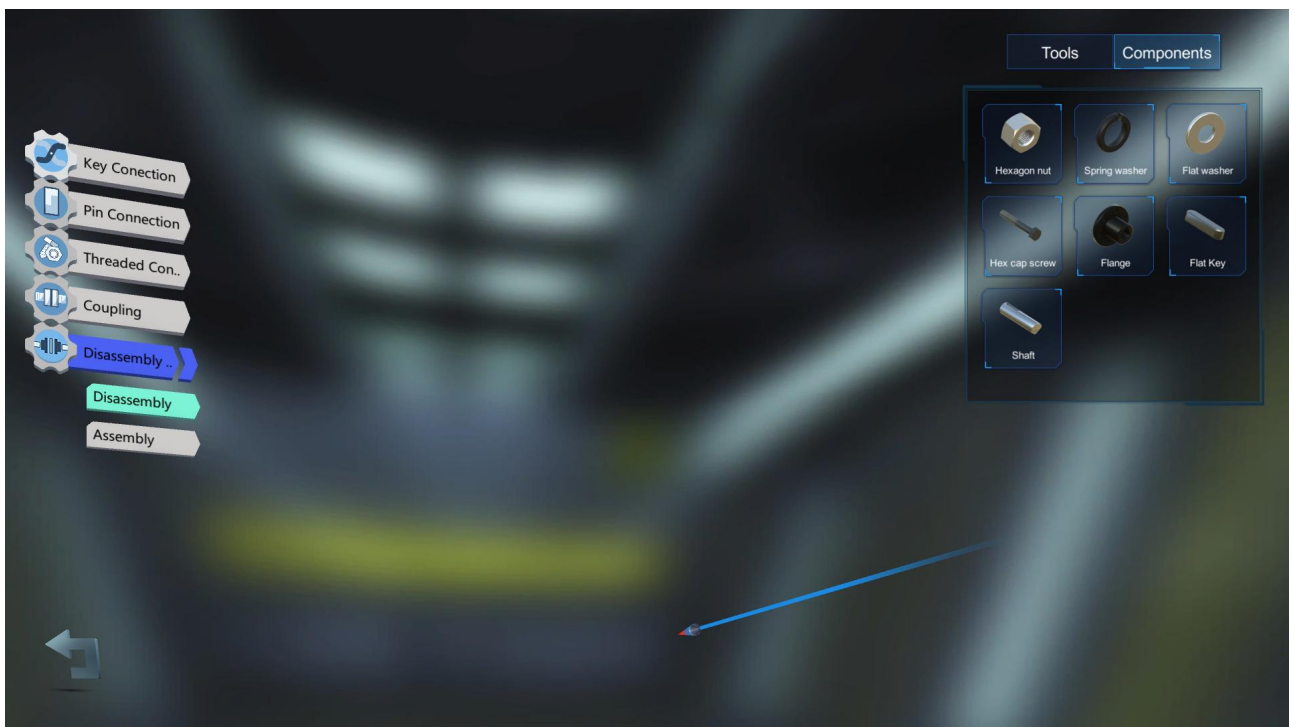 Tools
Components
Key Conection
Pin Connection
Threaded Con..
Coupling
Disassembly ..
Disassembly
Assembly
Hexagon nut
Spring washer
Flat washer
Hex cap screw
Flange
Flat Key
Shaft